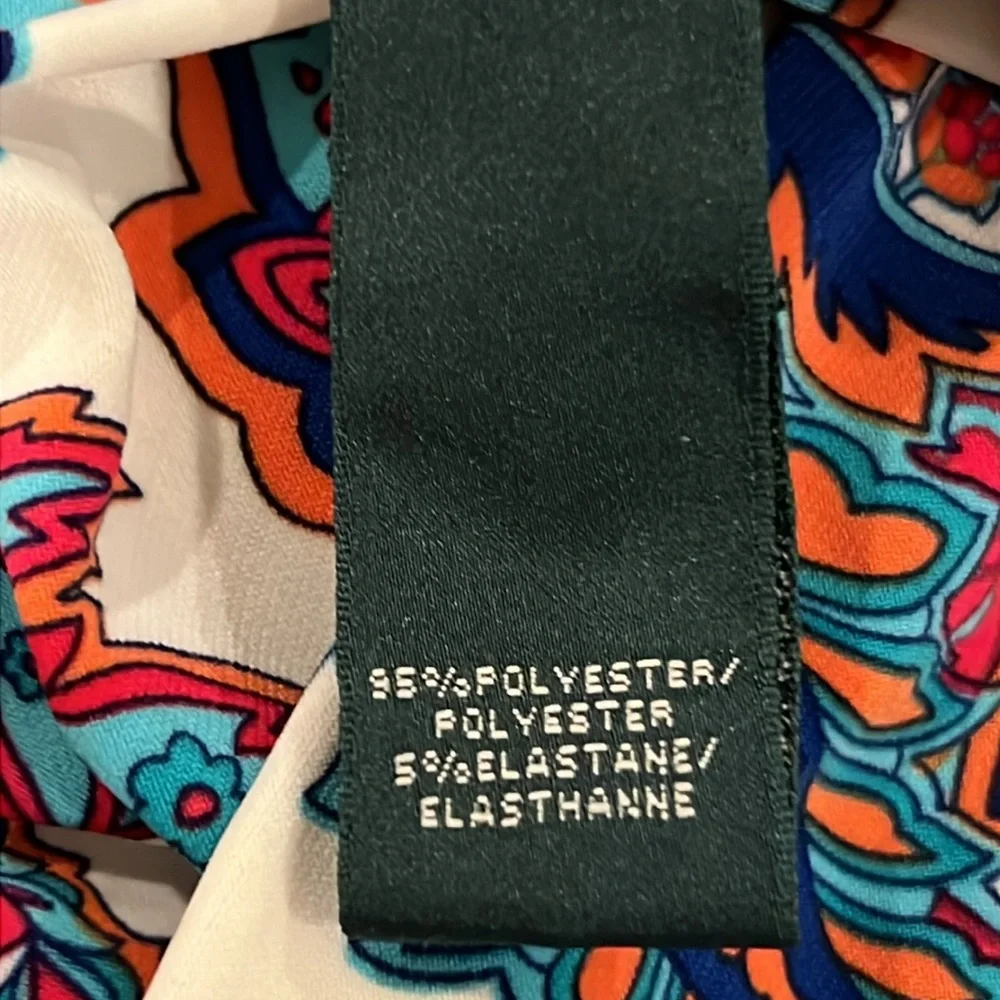 95%POLYESTER/
POLYESTER
5%ELASTANE/
ELASTHANNE